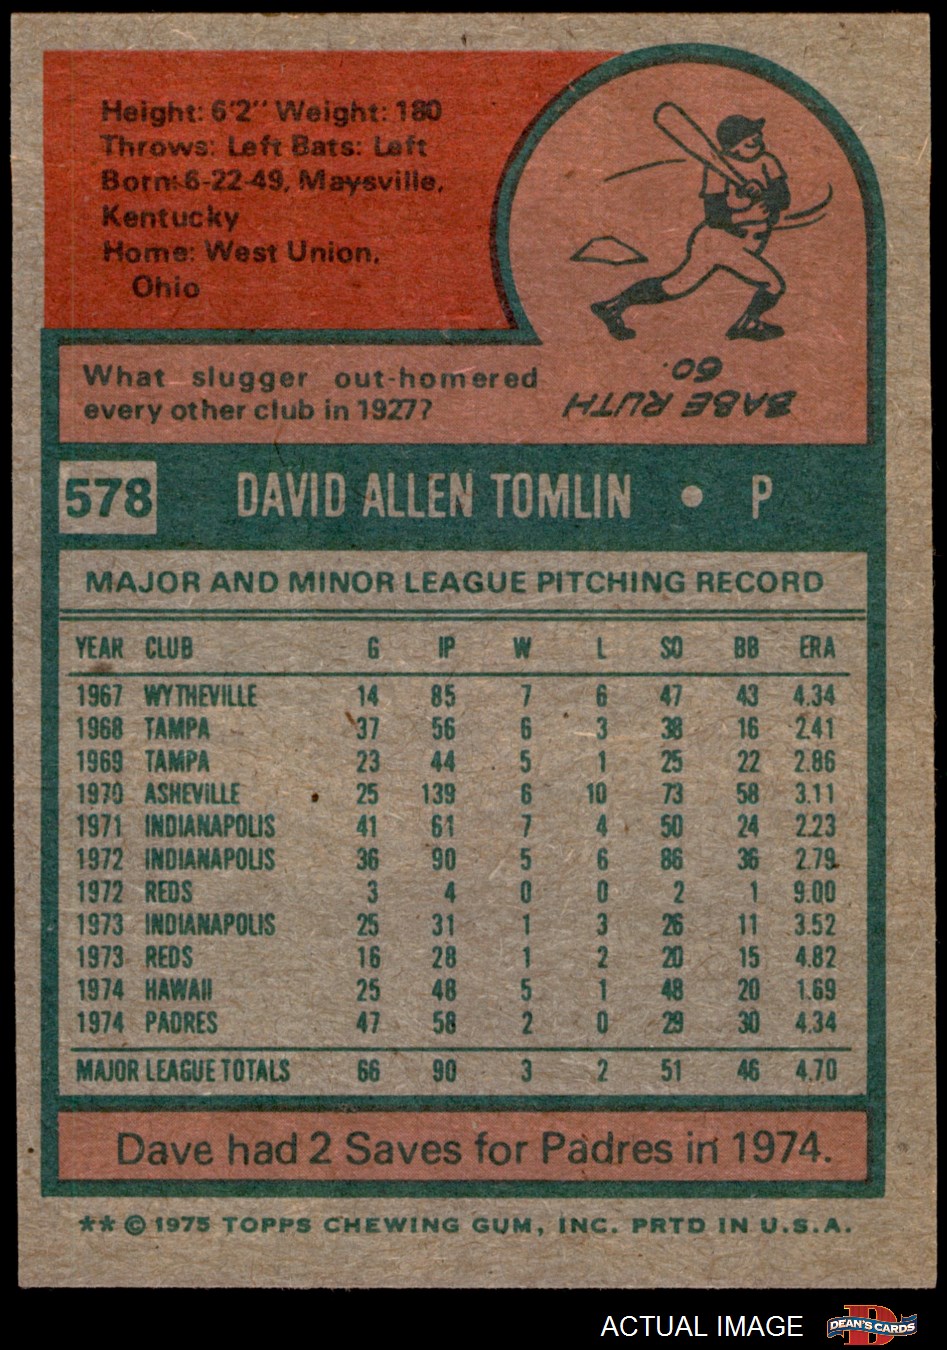 Height: 6'2" Weight: 180
Throws: Left Bats: Left
Born: 6-22-49, Maysville,
Kentucky
Home: West Union,
Ohio
What slugger out-homered
every other club in 1927?
BABE RUTH
60.
578 DAVID ALLEN TOMLIN • P
MAJOR AND MINOR LEAGUE PITCHING RECORD
YEAR CLUB G IP W L SO BB ERA
1967 WYTHEVILLE 14 85 7 6 47 43 4.34
1968 TAMPA 37 56 6 3 38 16 2.41
1969 TAMPA 23 44 5 1 25 22 2.86
1970 ASHEVILLE 25 139 6 10 73 58 3.11
1971 INDIANAPOLIS 41 61 7 4 50 24 2.23
1972 INDIANAPOLIS 36 90 5 6 86 36 2.79
1972 REDS 3 4 0 0 2 1 9.00
1973 INDIANAPOLIS 25 31 1 3 26 11 3.52
1973 REDS 16 28 1 2 20 15 4.82
1974 HAWAII 25 48 5 1 48 20 1.69
1974 PADRES 47 58 2 0 29 30 4.34
MAJOR LEAGUE TOTALS 66 90 3 2 51 46 4.70
Dave had 2 Saves for Padres in 1974.
** © 1975 TOPPS CHEWING GUM, INC. PRTD IN U.S.A.
ACTUAL IMAGE
D
DEAN'S CARDS